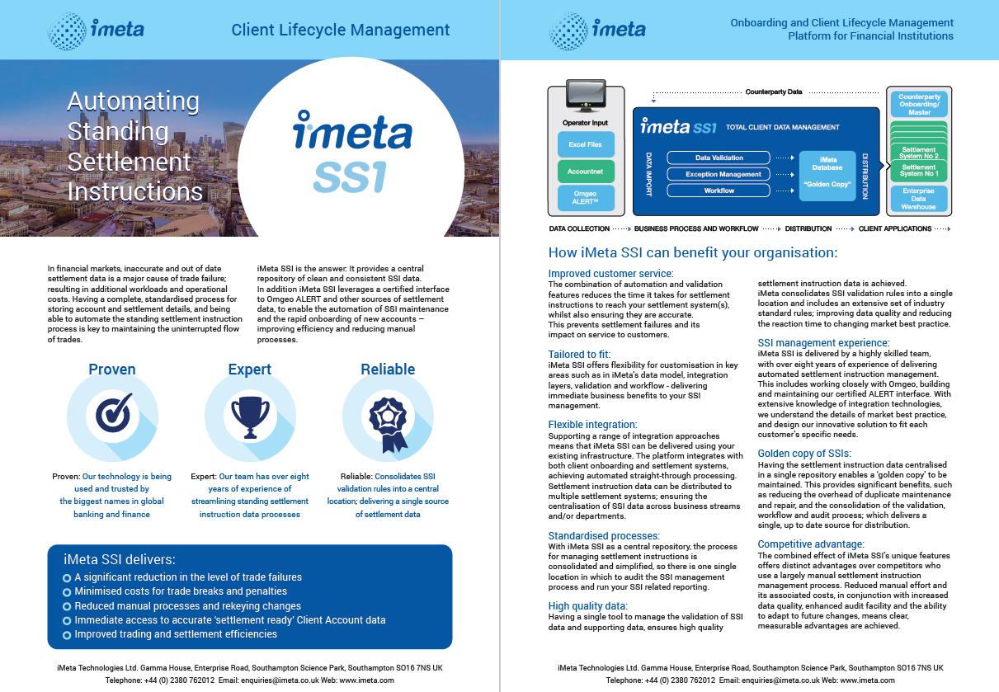 imeta
Client Lifecycle Management
Automating
Standing
Settlement
Instructions
imeta
SSI
In financial markets, inaccurate and out of date
settlement data is a major cause of trade failure;
resulting in additional workloads and operational
costs. Having a complete, standardised process for
storing account and settlement details, and being
able to automate the standing settlement instruction
process is key to maintaining the uninterrupted flow
of trades.
iMeta SSI is the answer: It provides a central
repository of clean and consistent SSI data.
In addition iMeta SSI leverages a certified interface
to Omgeo ALERT and other sources of settlement
data, to enable the automation of SSI maintenance
and the rapid onboarding of new accounts –
improving efficiency and reducing manual
processes.
Proven
Expert
Reliable
Proven: Our technology is being
used and trusted by
the biggest names in global
banking and finance
Expert: Our team has over eight
years of experience of
streamlining standing settlement
instruction data processes
Reliable: Consolidates SSI
validation rules into a central
location; delivering a single source
of settlement data
iMeta SSI delivers:
A significant reduction in the level of trade failures
Minimised costs for trade breaks and penalties
Reduced manual processes and rekeying changes
Immediate access to accurate ‘settlement ready’ Client Account data
Improved trading and settlement efficiencies
iMeta Technologies Ltd. Gamma House, Enterprise Road, Southampton Science Park, Southampton SO16 7NS UK
Telephone: +44 (0) 2380 762012 Email: enquiries@imeta.co.uk Web: www.imeta.com
imeta
Onboarding and Client Lifecycle Management
Platform for Financial Institutions
Operator Input
Excel Files
Accountnet
Omgeo
ALERT™
Counterparty Data
imeta SSI TOTAL CLIENT DATA MANAGEMENT
DATA IMPORT
Data Validation
Exception Management
Workflow
iMeta
Database
“Golden Copy”
DISTRIBUTION
Counterparty
Onboarding/
Master
Settlement
System No 2
Settlement
System No 1
Enterprise
Data
Warehouse
DATA COLLECTION
BUSINESS PROCESS AND WORKFLOW
DISTRIBUTION
CLIENT APPLICATIONS
How iMeta SSI can benefit your organisation:
Improved customer service:
The combination of automation and validation
features reduces the time it takes for settlement
instructions to reach your settlement system(s),
whilst also ensuring they are accurate.
This prevents settlement failures and its
impact on service to customers.
Tailored to fit:
iMeta SSI offers flexibility for customisation in key
areas such as in iMeta’s data model, integration
layers, validation and workflow - delivering
immediate business benefits to your SSI
management.
Flexible integration:
Supporting a range of integration approaches
means that iMeta SSI can be delivered using your
existing infrastructure. The platform integrates with
both client onboarding and settlement systems,
achieving automated straight-through processing.
Settlement instruction data can be distributed to
multiple settlement systems; ensuring the
centralisation of SSI data across business streams
and/or departments.
Standardised processes:
With iMeta SSI as a central repository, the process
for managing settlement instructions is
consolidated and simplified, so there is one single
location in which to audit the SSI management
process and run your SSI related reporting.
High quality data:
Having a single tool to manage the validation of SSI
data and supporting data, ensures high quality
settlement instruction data is achieved.
iMeta consolidates SSI validation rules into a single
location and includes an extensive set of industry
standard rules; improving data quality and reducing
the reaction time to changing market best practice.
SSI management experience:
iMeta SSI is delivered by a highly skilled team,
with over eight years of experience of delivering
automated settlement instruction management.
This includes working closely with Omgeo, building
and maintaining our certified ALERT interface. With
extensive knowledge of integration technologies,
we understand the details of market best practice,
and design our innovative solution to fit each
customer’s specific needs.
Golden copy of SSIs:
Having the settlement instruction data centralised
in a single repository enables a ‘golden copy’ to be
maintained. This provides significant benefits, such
as reducing the overhead of duplicate maintenance
and repair, and the consolidation of the validation,
workflow and audit process; which delivers a
single, up to date source for distribution.
Competitive advantage:
The combined effect of iMeta SSI’s unique features
offers distinct advantages over competitors who
use a largely manual settlement instruction
management process. Reduced manual effort and
its associated costs, in conjunction with increased
data quality, enhanced audit facility and the ability
to adapt to future changes, means clear,
measurable advantages are achieved.
iMeta Technologies Ltd. Gamma House, Enterprise Road, Southampton Science Park, Southampton SO16 7NS UK
Telephone: +44 (0) 2380 762012 Email: enquiries@imeta.co.uk Web: www.imeta.com